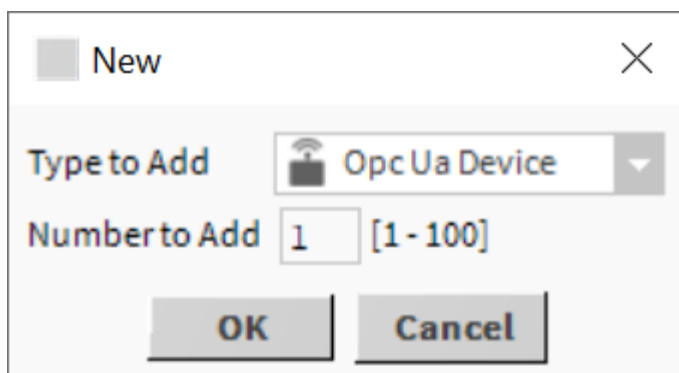 New
Type to Add Opc Ua Device
Number to Add 1 [1 - 100]
OK Cancel